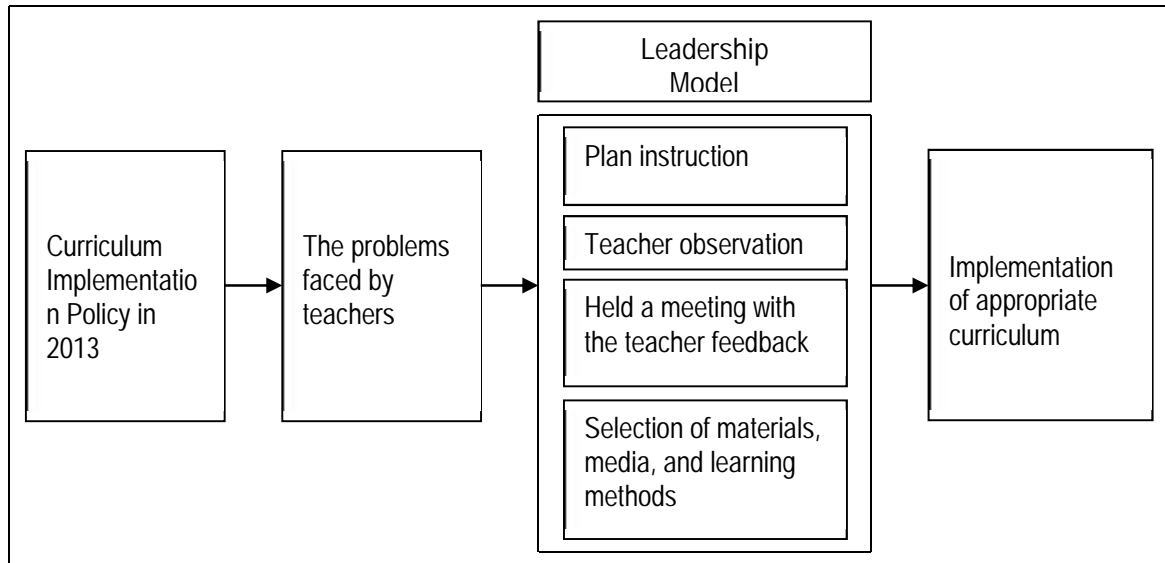 Leadership
Model
Plan instruction
Teacher observation
Held a meeting with
the teacher feedback
Selection of materials,
media, and learning
methods
Curriculum
Implementatio
n Policy in
2013
The problems
faced by
teachers
Implementation
of appropriate
curriculum